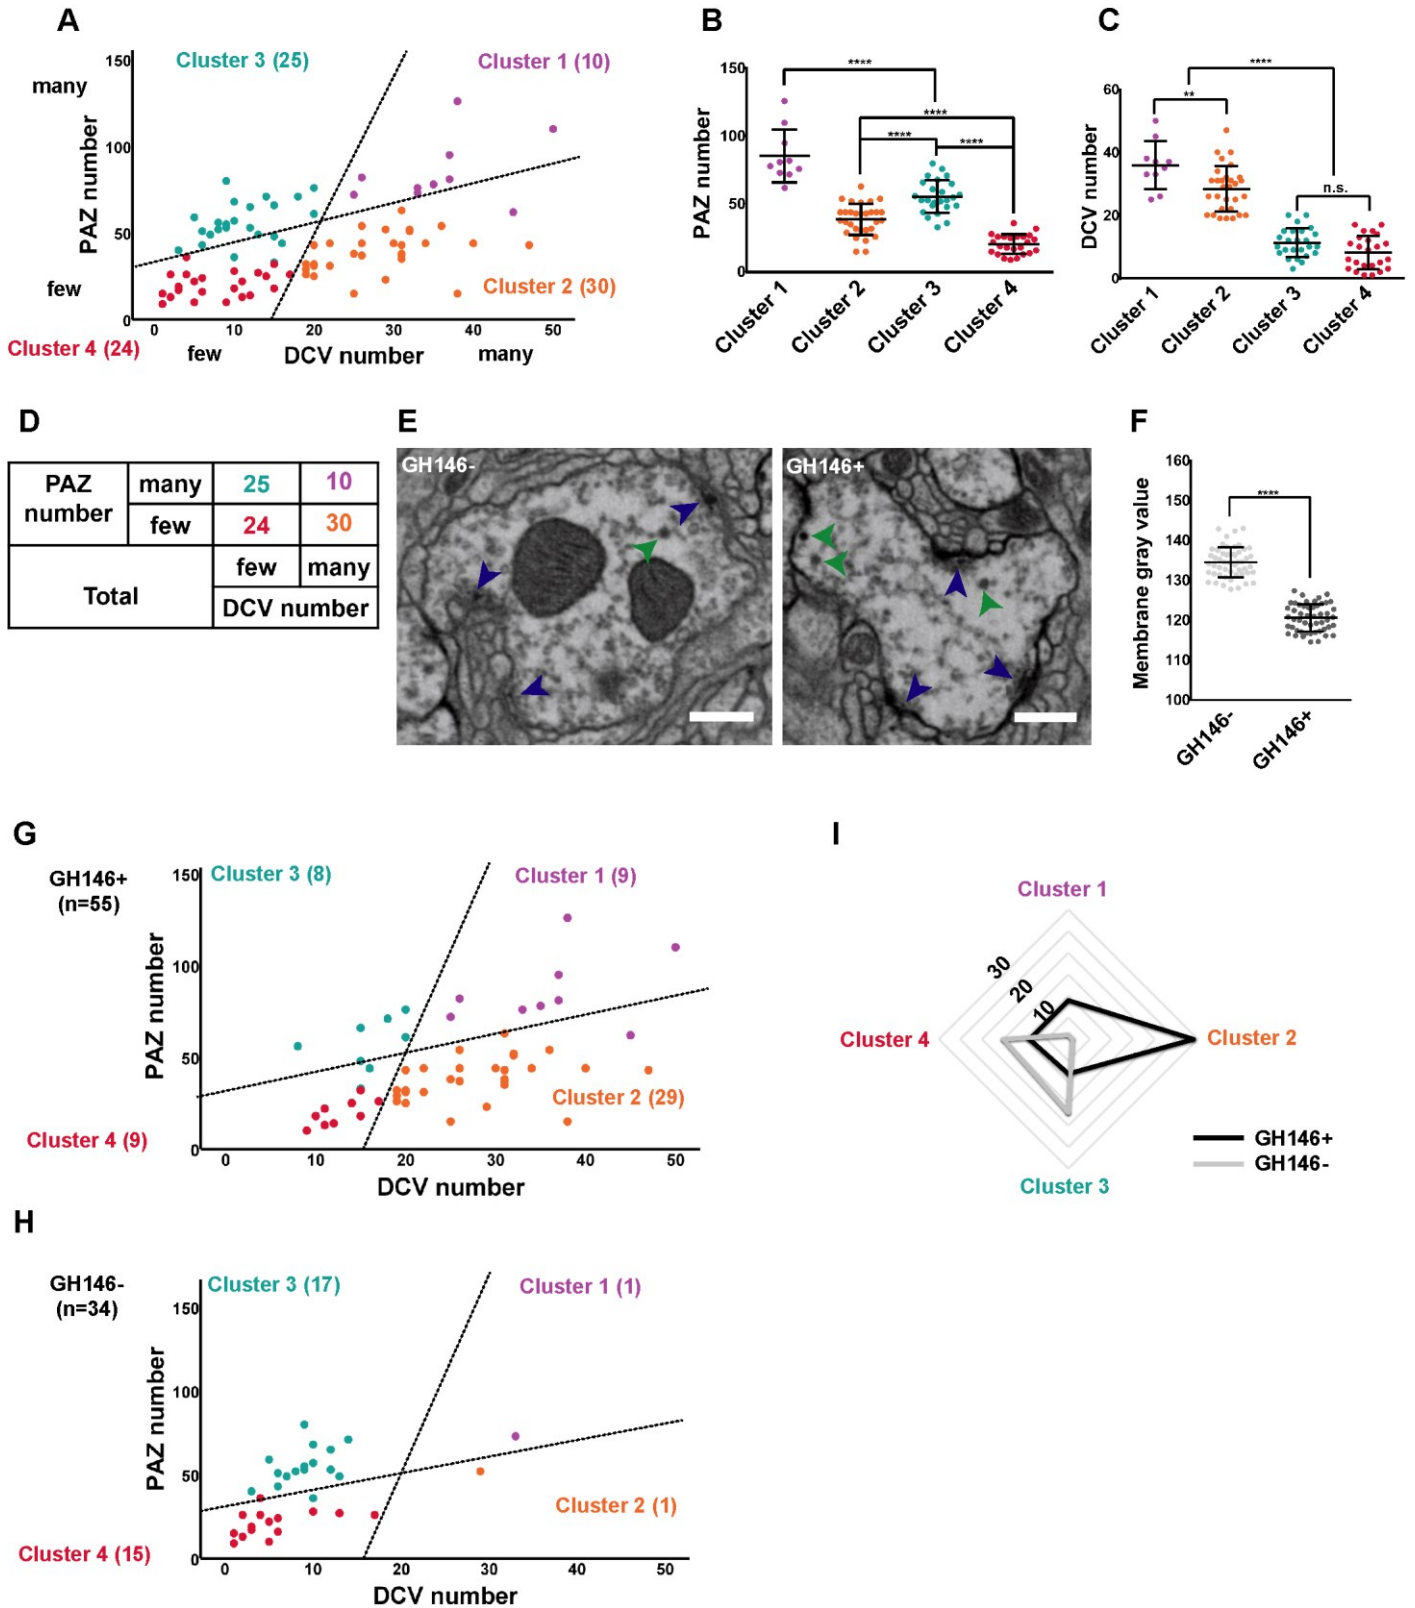 A
PAZ number
many
few
150
100
50
0
Cluster 3 (25)
Cluster 1 (10)
Cluster 2 (30)
Cluster 4 (24)
0 10 20 30 40 50
few DCV number many
B
PAZ number
150
100
50
0
****
****
**** ****
Cluster 1 Cluster 2 Cluster 3 Cluster 4
C
DCV number
60
40
20
0
****
**
n.s.
Cluster 1 Cluster 2 Cluster 3 Cluster 4
D
PAZ number many 25 10
few 24 30
Total few many
DCV number
E
GH146-
GH146+
F
Membrane gray value
160
150
140
130
120
110
100
****
GH146- GH146+
G
GH146+
(n=55)
PAZ number
150
100
50
0
Cluster 3 (8)
Cluster 1 (9)
Cluster 2 (29)
Cluster 4 (9)
0 10 20 30 40 50
DCV number
H
GH146-
(n=34)
PAZ number
150
100
50
0
Cluster 3 (17)
Cluster 1 (1)
Cluster 2 (1)
Cluster 4 (15)
0 10 20 30 40 50
DCV number
I
Cluster 1
30
20
10
Cluster 4
Cluster 2
Cluster 3
GH146+
GH146-